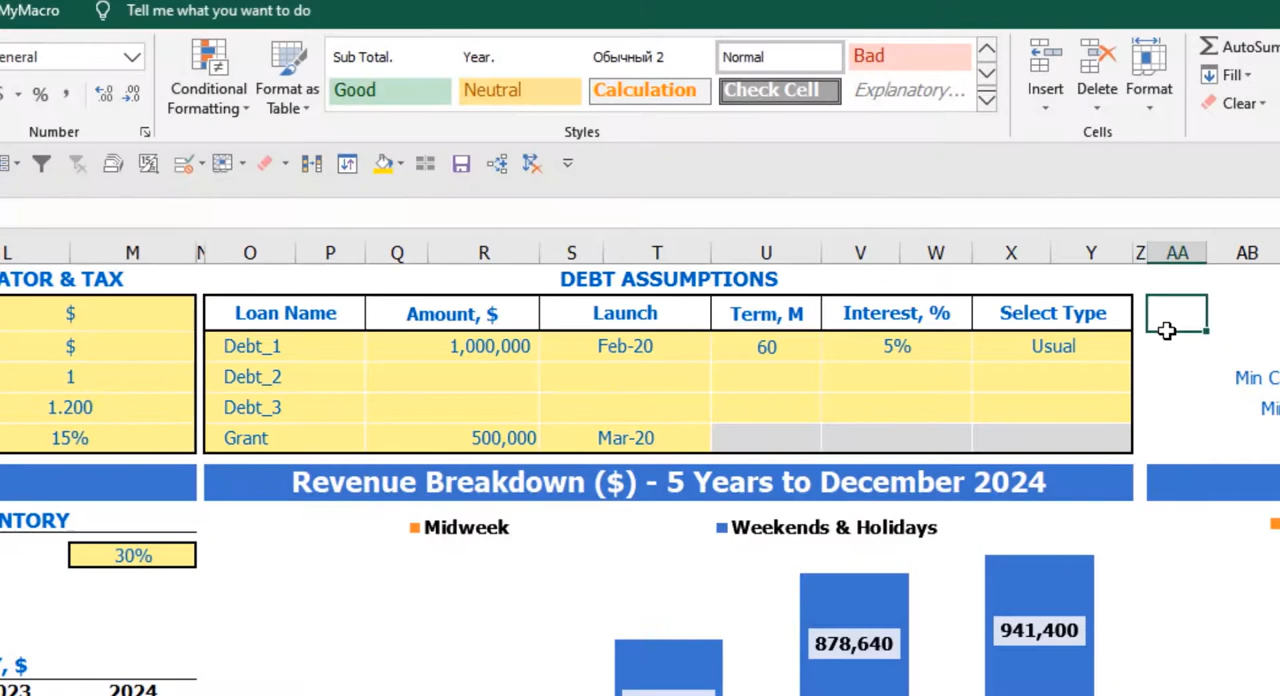 MyMacro Tell me what you want to do
eneral
Conditional Formatting
Format as Table
Sub Total. Year. Обычный 2 Normal Bad
Good Neutral Calculation Check Cell Explanatory...
Insert Delete Format
AutoSum
Fill
Clear
% , .00
Number Styles Cells
L M N O P Q R S T U V W X Y Z AA AB
ATOR & TAX DEBT ASSUMPTIONS
$ Loan Name Amount, $ Launch Term, M Interest, % Select Type
$ Debt_1 1,000,000 Feb-20 60 5% Usual
1 Debt_2 Min C
1.200 Debt_3 Mi
15% Grant 500,000 Mar-20
Revenue Breakdown ($) - 5 Years to December 2024
NTORY
Midweek Weekends & Holidays
30%
878,640 941,400
, $
023 2024